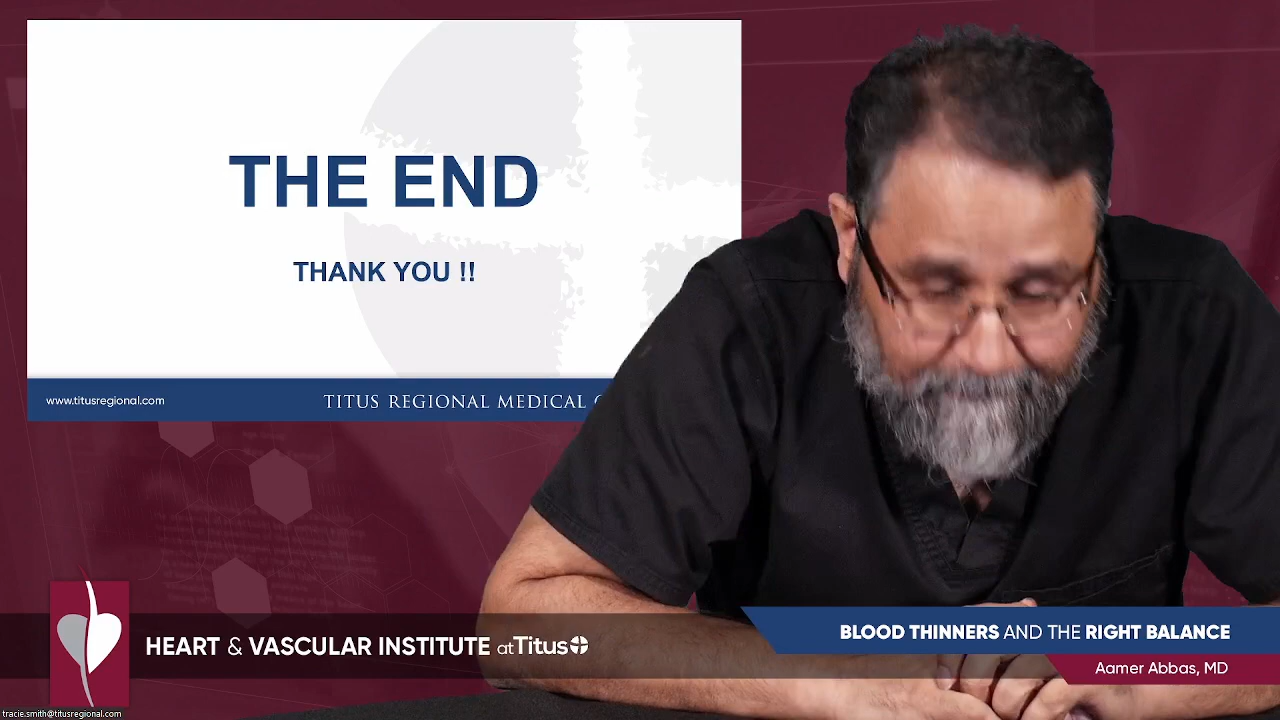 THE END
THANK YOU !!
www.titusregional.com
TITUS REGIONAL MEDICAL
HEART & VASCULAR INSTITUTE at Titus
BLOOD THINNERS AND THE RIGHT BALANCE
Aamer Abbas, MD
tracie.smith@titusregional.com